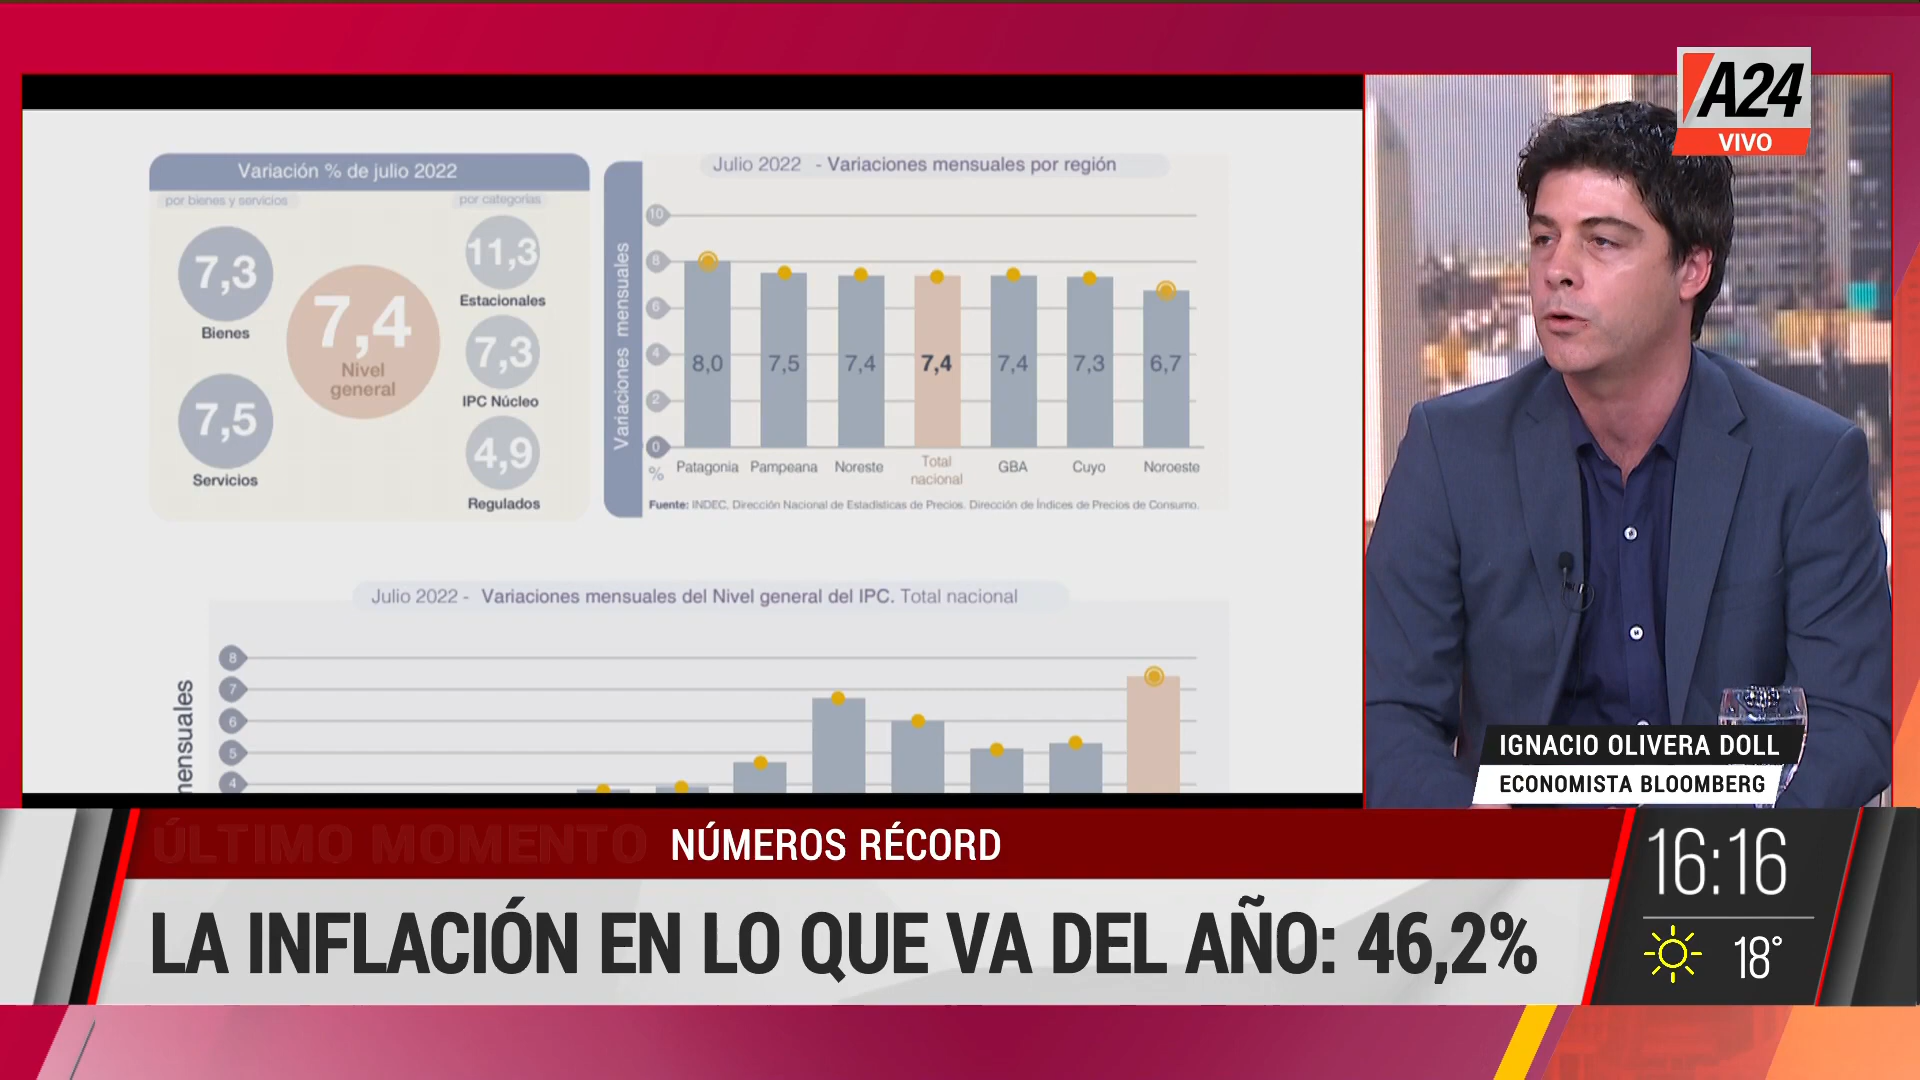 A24
VIVO
Variación % de julio 2022
por bienes y servicios
por categorías
7,3
Bienes
7,5
Servicios
7,4
Nivel
general
11,3
Estacionales
7,3
IPC Núcleo
4,9
Regulados
Julio 2022 - Variaciones mensuales por región
Variaciones mensuales
10
8
6
4
2
0
%
8,0
7,5
7,4
7,4
7,4
7,3
6,7
Patagonia
Pampeana
Noreste
Total
nacional
GBA
Cuyo
Noroeste
Fuente: INDEC, Dirección Nacional de Estadísticas de Precios. Dirección de Índices de Precios de Consumo.
Julio 2022 - Variaciones mensuales del Nivel general del IPC. Total nacional
mensuales
8
7
6
5
4
IGNACIO OLIVERA DOLL
ECONOMISTA BLOOMBERG
ÚLTIMO MOMENTO
NÚMEROS RÉCORD
LA INFLACIÓN EN LO QUE VA DEL AÑO: 46,2%
16:16
18°